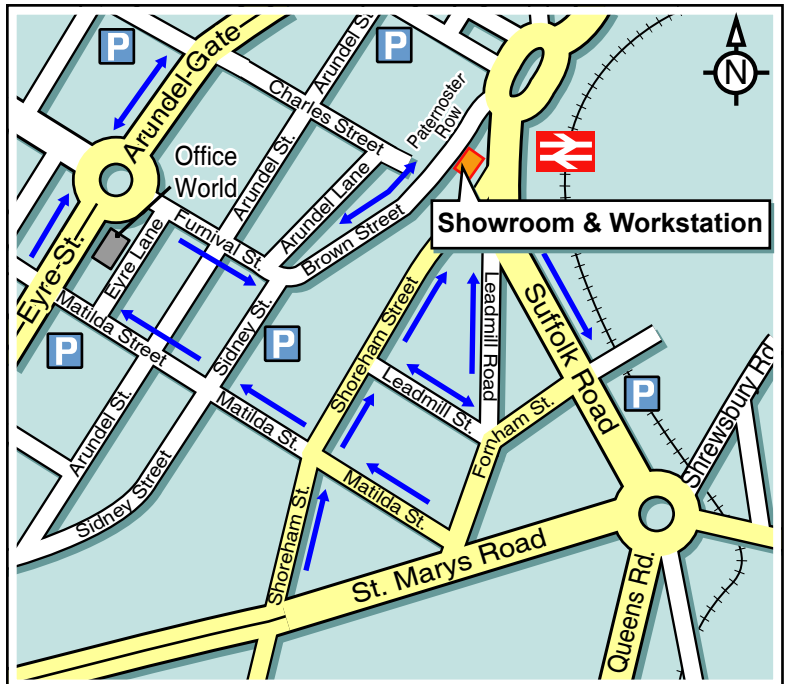 P
Arundel-Gate
Arundel St.
P
N
Charles Street
Paternoster
Row
Office
World
Arundel St.
Arundel Lane
Showroom & Workstation
Furnival St.
Brown Street
Eyre-St.
Eyre Lane
Matilda Street
Sidney St.
P
P
Shoreham Street
Leadmill Road
Suffolk Road
Leadmill St.
Shrewsbury Rd.
P
Arundel St.
Matilda St.
Fornham St.
Sidney Street
Shoreham St.
Matilda St.
St. Marys Road
Queens Rd.